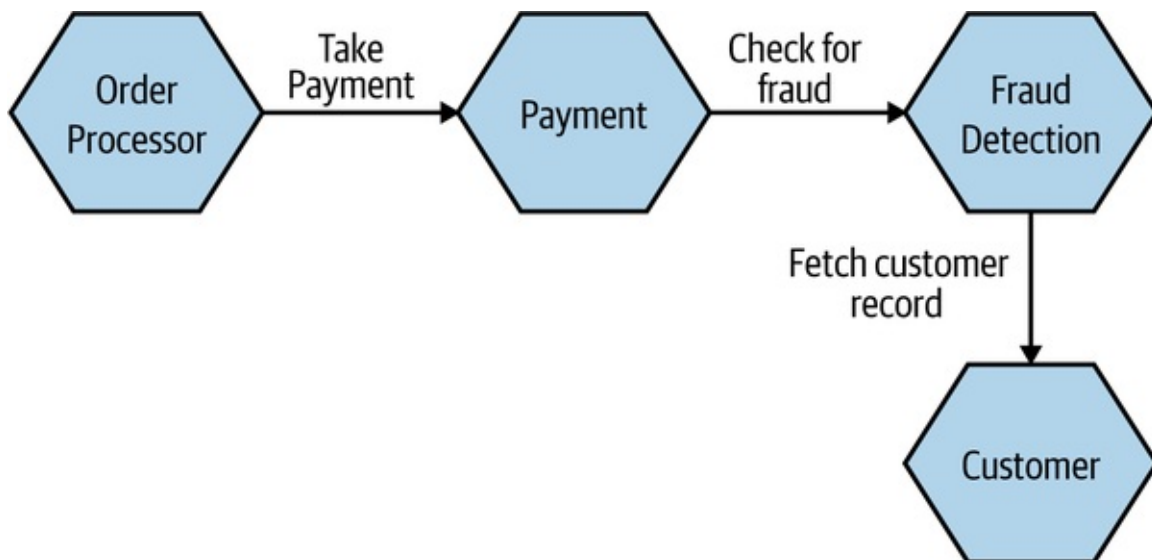 Order
Processor
Take
Payment
Payment
Check for
fraud
Fraud
Detection
Fetch customer
record
Customer